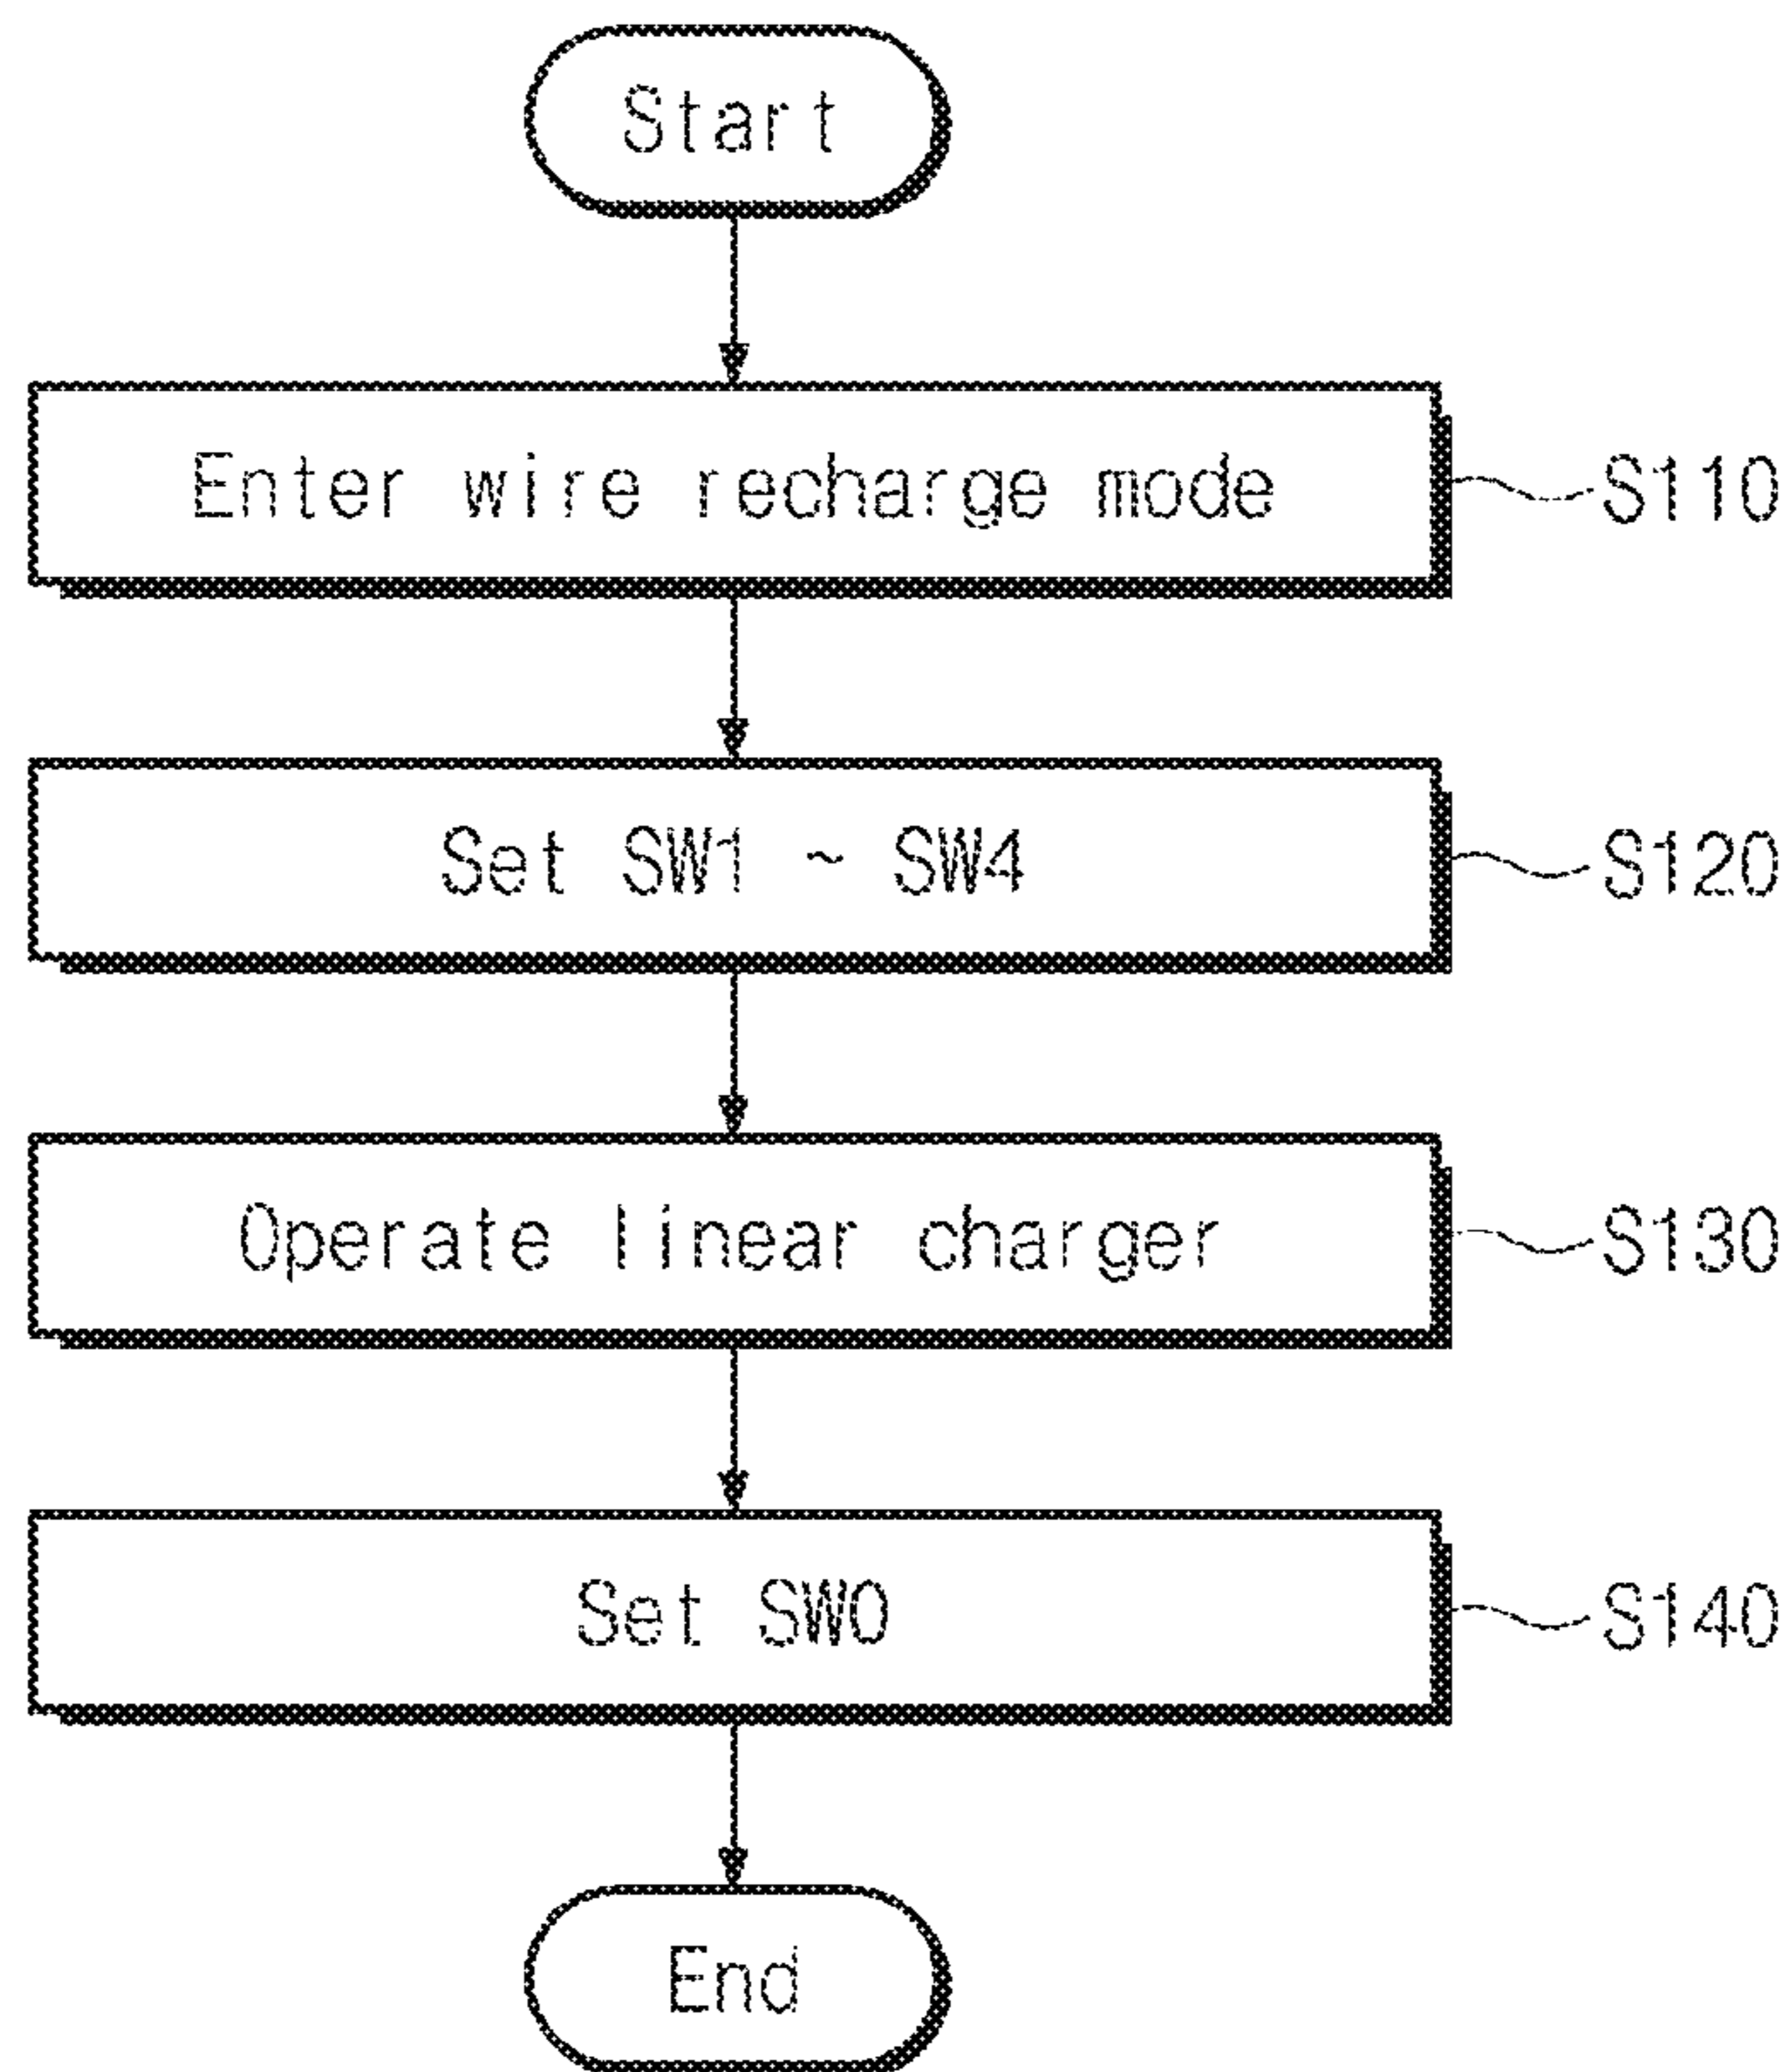 Start
Enter wire recharge mode
S110
Set SW1 ~ SW4
S120
Operate linear charger
S130
Set SW0
S140
End